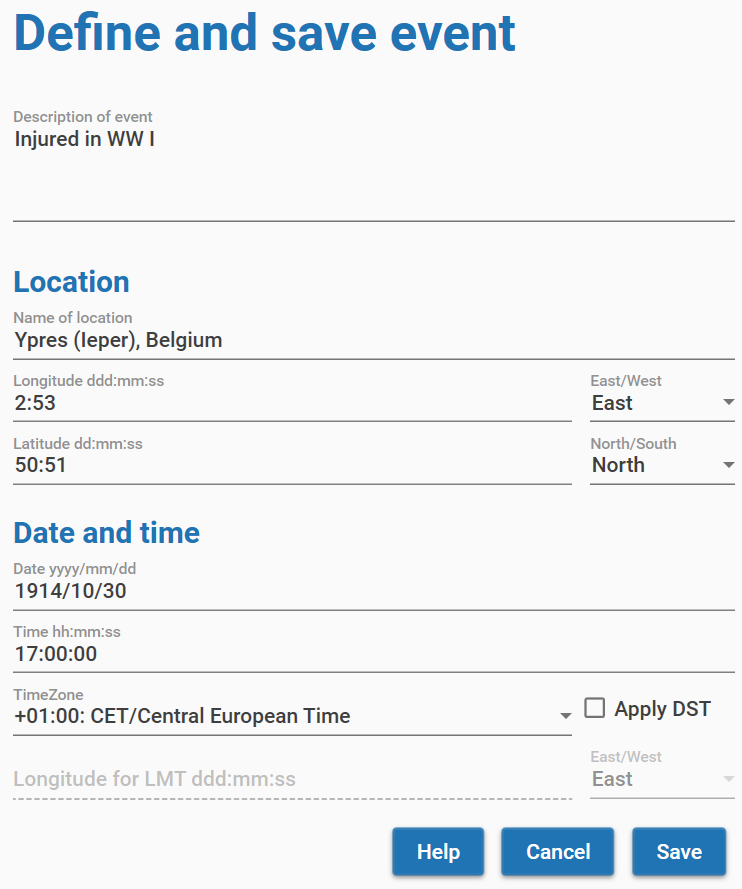 Define and save event
Description of event
Injured in WW I
Location
Name of location
Ypres (Ieper), Belgium
Longitude ddd:mm:ss
East/West
2:53
East
Latitude dd:mm:ss
North/South
50:51
North
Date and time
Date yyyy/mm/dd
1914/10/30
Time hh:mm:ss
17:00:00
TimeZone
+01:00: CET/Central European Time
Apply DST
Longitude for LMT ddd:mm:ss
East/West
East
Help
Cancel
Save